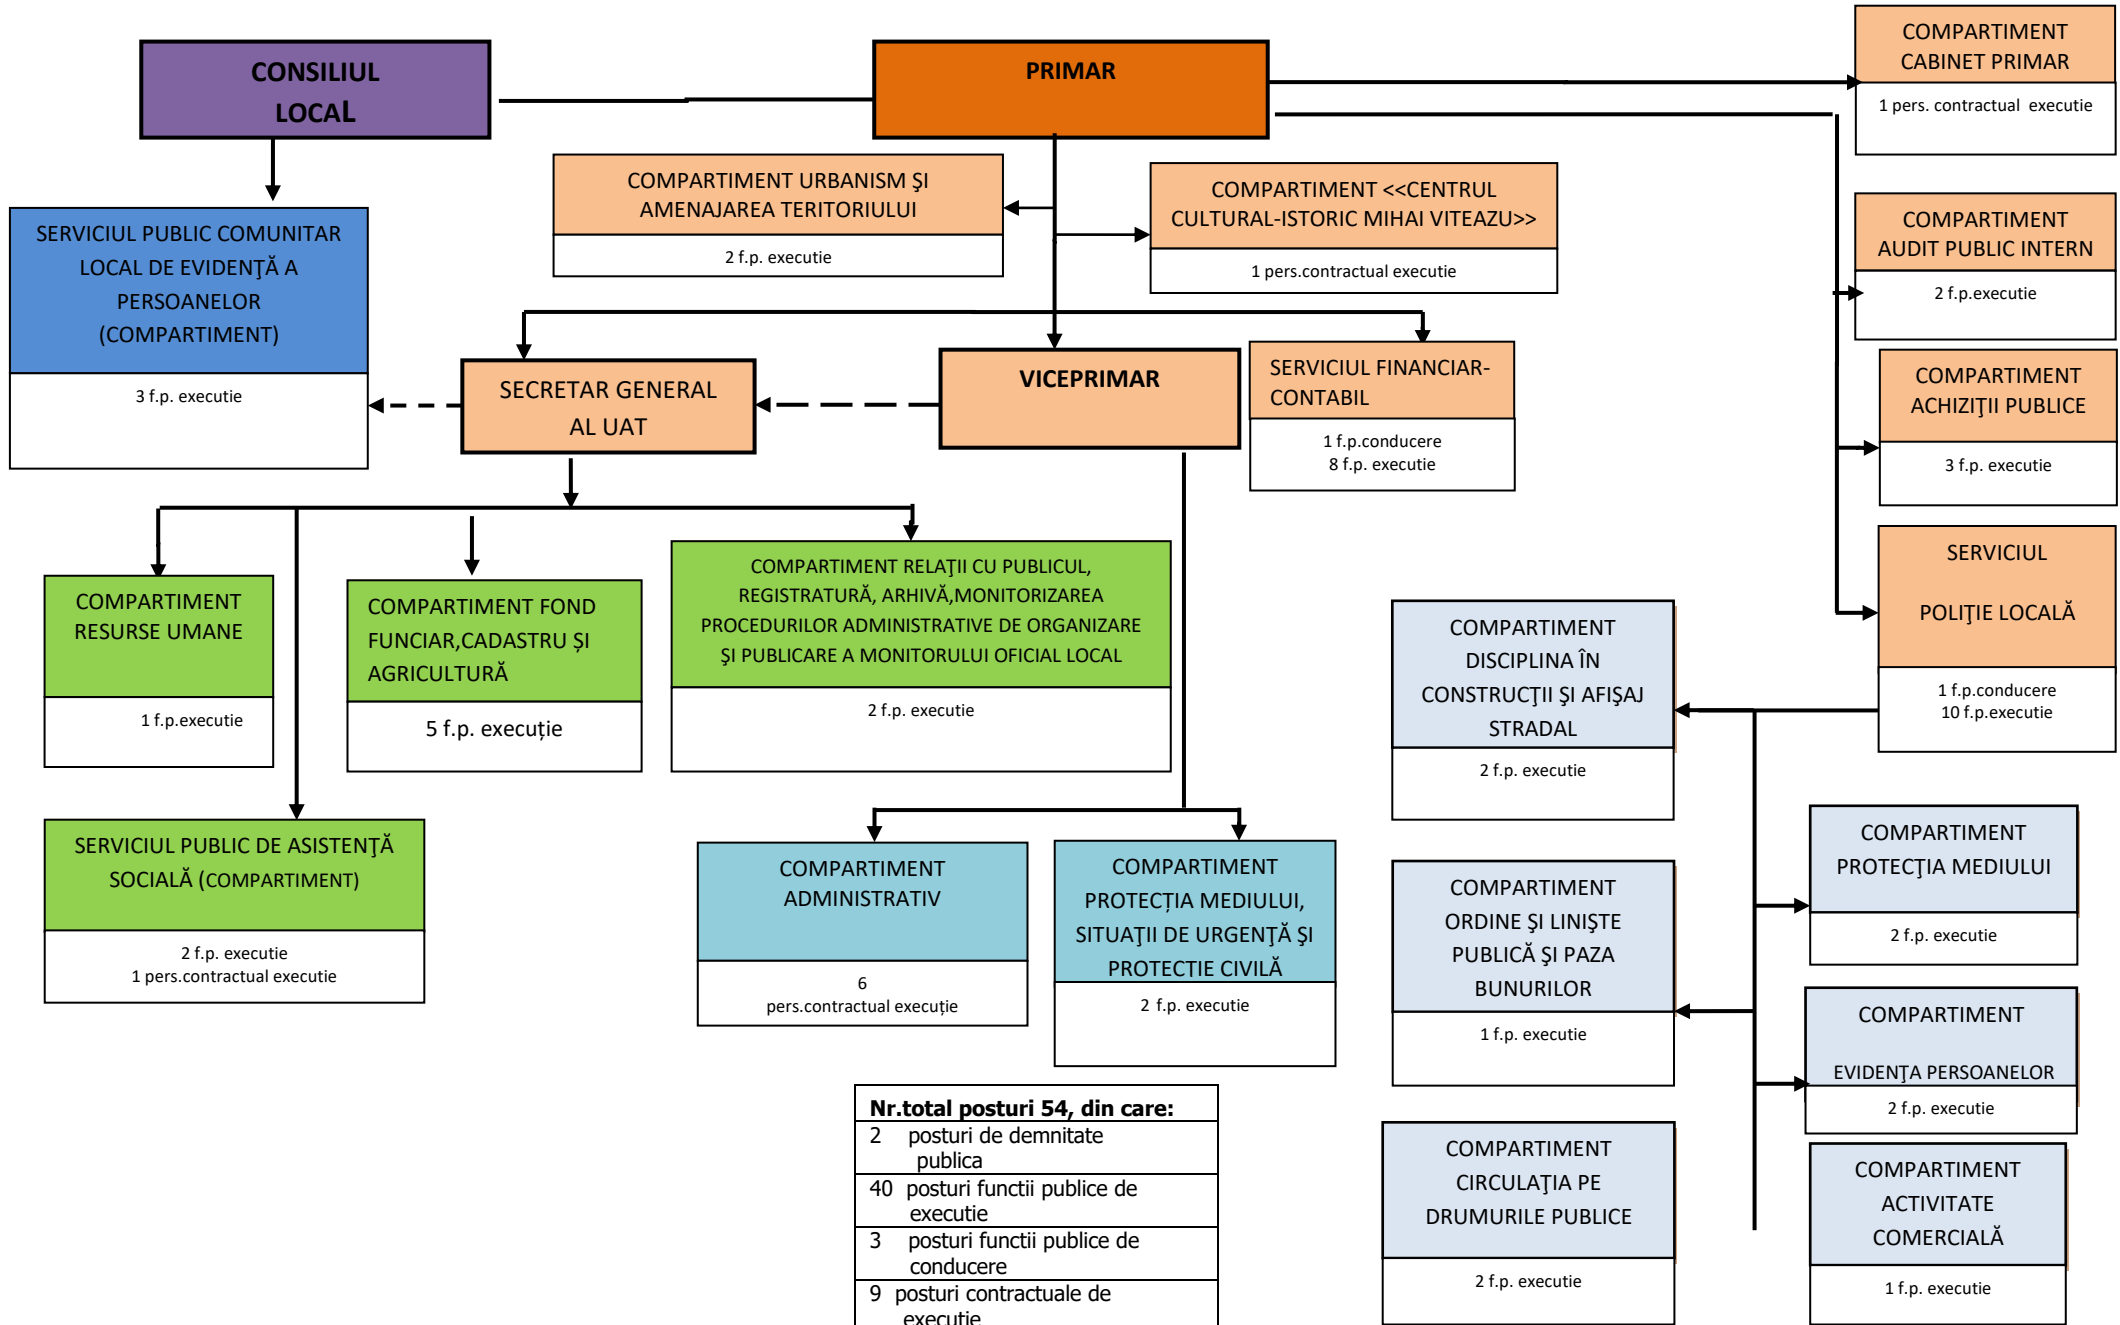 CONSILIUL
LOCAL
PRIMAR
COMPARTIMENT
CABINET PRIMAR
1 pers. contractual executie
COMPARTIMENT URBANISM ŞI
AMENAJAREA TERITORIULUI
2 f.p. executie
COMPARTIMENT <<CENTRUL
CULTURAL-ISTORIC MIHAI VITEAZU>>
1 pers.contractual executie
COMPARTIMENT
AUDIT PUBLIC INTERN
2 f.p.executie
SERVICIUL PUBLIC COMUNITAR
LOCAL DE EVIDENŢĂ A
PERSOANELOR
(COMPARTIMENT)
3 f.p. executie
SECRETAR GENERAL
AL UAT
VICEPRIMAR
SERVICIUL FINANCIAR-
CONTABIL
1 f.p.conducere
8 f.p. executie
COMPARTIMENT
ACHIZIŢII PUBLICE
3 f.p. executie
SERVICIUL
POLIŢIE LOCALĂ
1 f.p.conducere
10 f.p.executie
COMPARTIMENT
RESURSE UMANE
1 f.p.executie
COMPARTIMENT FOND
FUNCIAR,CADASTRU ȘI
AGRICULTURĂ
5 f.p. execuție
COMPARTIMENT RELAŢII CU PUBLICUL,
REGISTRATURĂ, ARHIVĂ,MONITORIZAREA
PROCEDURILOR ADMINISTRATIVE DE ORGANIZARE
ŞI PUBLICARE A MONITORULUI OFICIAL LOCAL
2 f.p. executie
COMPARTIMENT
DISCIPLINA ÎN
CONSTRUCŢII ŞI AFIŞAJ
STRADAL
2 f.p. executie
SERVICIUL PUBLIC DE ASISTENŢĂ
SOCIALĂ (COMPARTIMENT)
2 f.p. executie
1 pers.contractual executie
COMPARTIMENT
ADMINISTRATIV
6
pers.contractual execuție
COMPARTIMENT
PROTECȚIA MEDIULUI,
SITUAŢII DE URGENŢĂ ŞI
PROTECŢIE CIVILĂ
2 f.p. executie
COMPARTIMENT
PROTECŢIA MEDIULUI
2 f.p. executie
COMPARTIMENT
ORDINE ŞI LINIŞTE
PUBLICĂ ŞI PAZA
BUNURILOR
1 f.p. executie
COMPARTIMENT
EVIDENŢA PERSOANELOR
2 f.p. executie
COMPARTIMENT
CIRCULAŢIA PE
DRUMURILE PUBLICE
2 f.p. executie
COMPARTIMENT
ACTIVITATE
COMERCIALĂ
1 f.p. executie
Nr.total posturi 54, din care:
2 posturi de demnitate
publica
40 posturi functii publice de
executie
3 posturi functii publice de
conducere
9 posturi contractuale de
executie